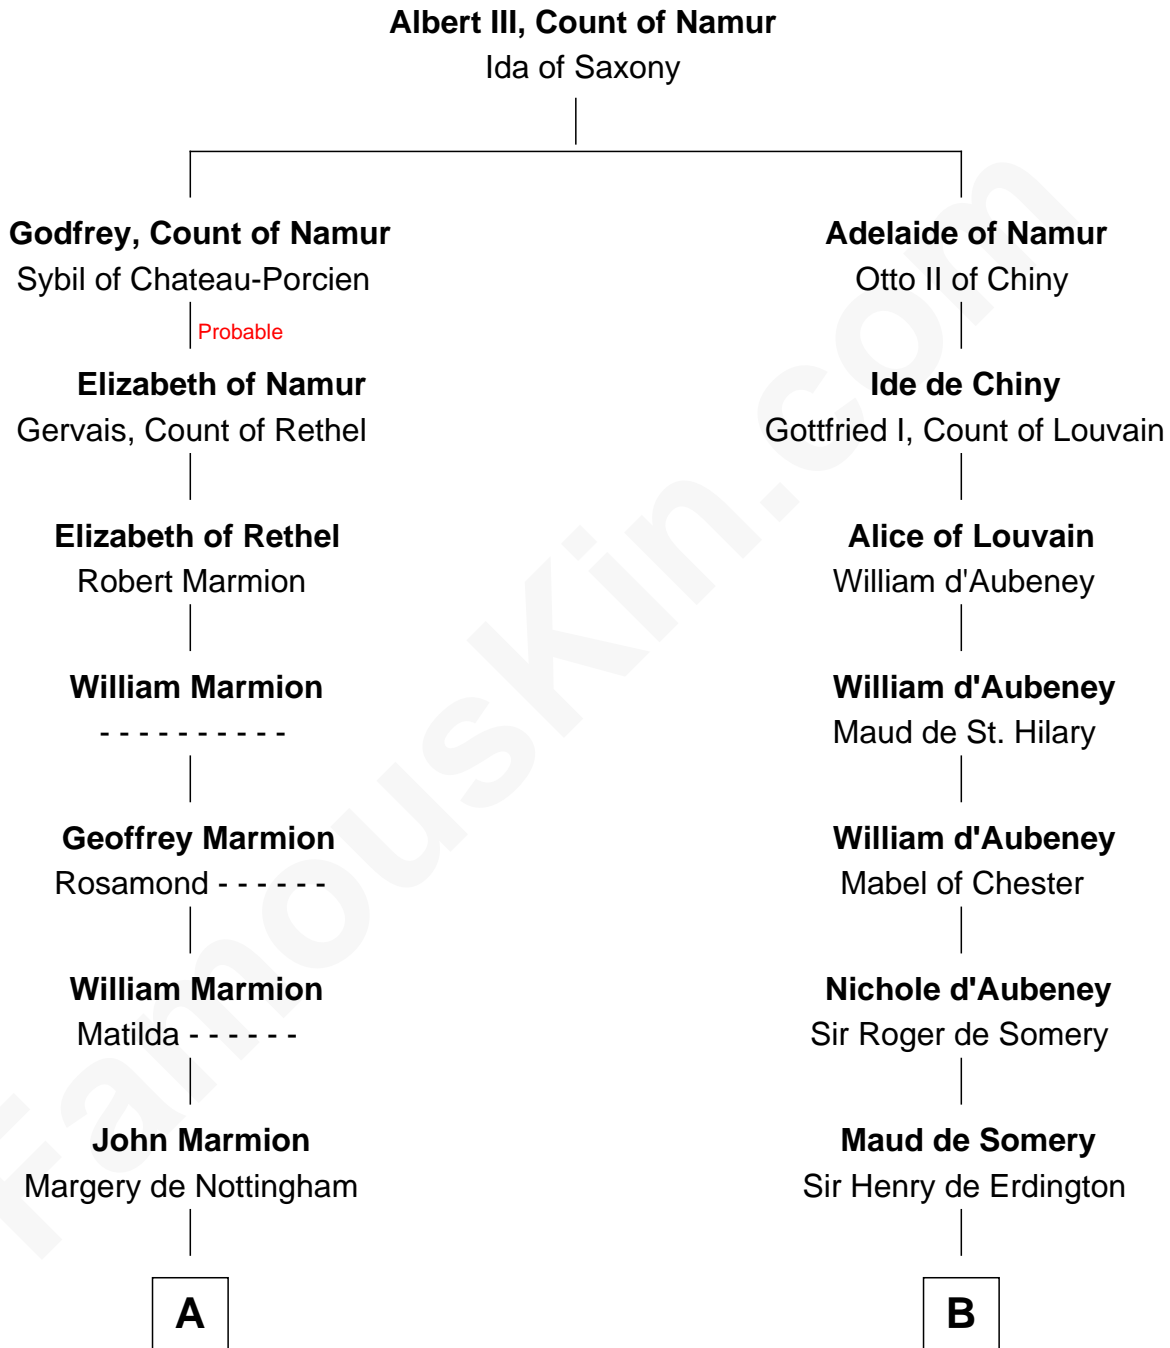 Albert III, Count of Namur
Ida of Saxony
Godfrey, Count of Namur
Sybil of Chateau-Porcien
Probable
Elizabeth of Namur
Gervais, Count of Rethel
Elizabeth of Rethel
Robert Marmion
William Marmion
- - - - - - - - - -
Geoffrey Marmion
Rosamond - - - - - -
William Marmion
Matilda - - - - - -
John Marmion
Margery de Nottingham
A
Adelaide of Namur
Otto II of Chiny
Ide de Chiny
Gottfried I, Count of Louvain
Alice of Louvain
William d'Aubeney
William d'Aubeney
Maud de St. Hilary
William d'Aubeney
Mabel of Chester
Nichole d'Aubeney
Sir Roger de Somery
Maud de Somery
Sir Henry de Erdington
B
FamousKin.com